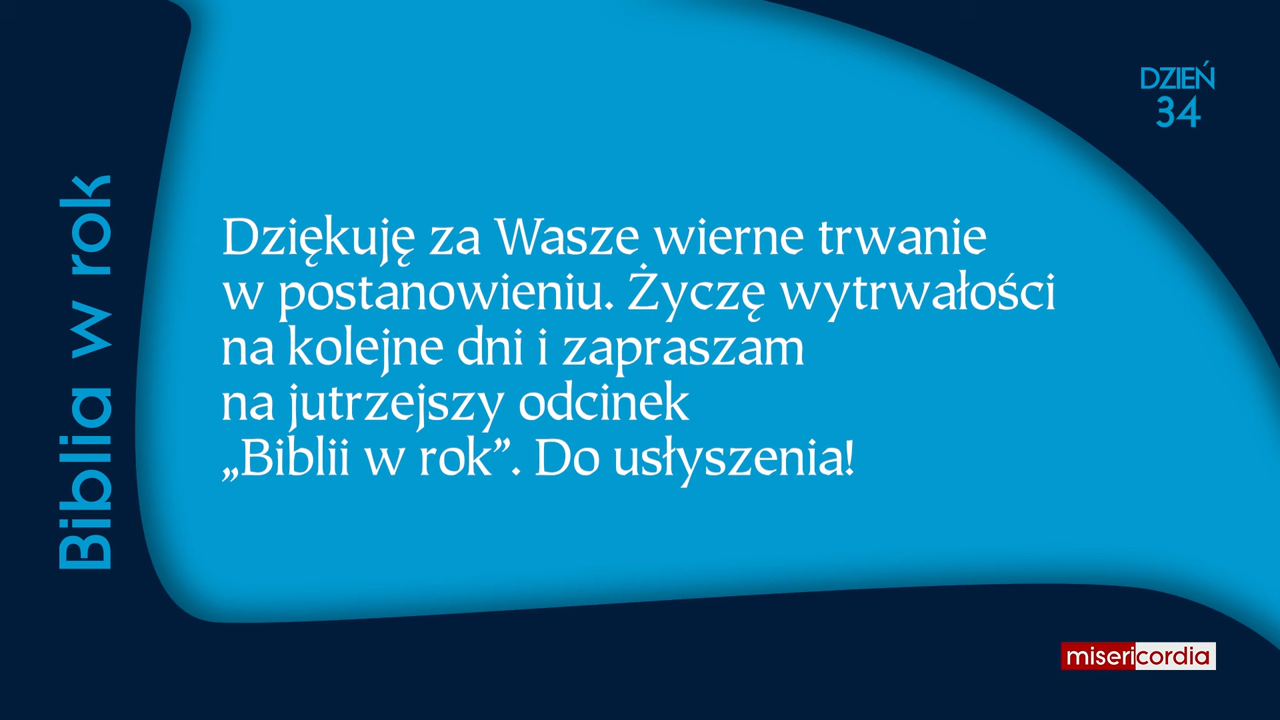 Biblia w rok
DZIEŃ
34
Dziękuję za Wasze wierne trwanie
w postanowieniu. Życzę wytrwałości
na kolejne dni i zapraszam
na jutrzejszy odcinek
„Biblii w rok”. Do usłyszenia!
misericordia